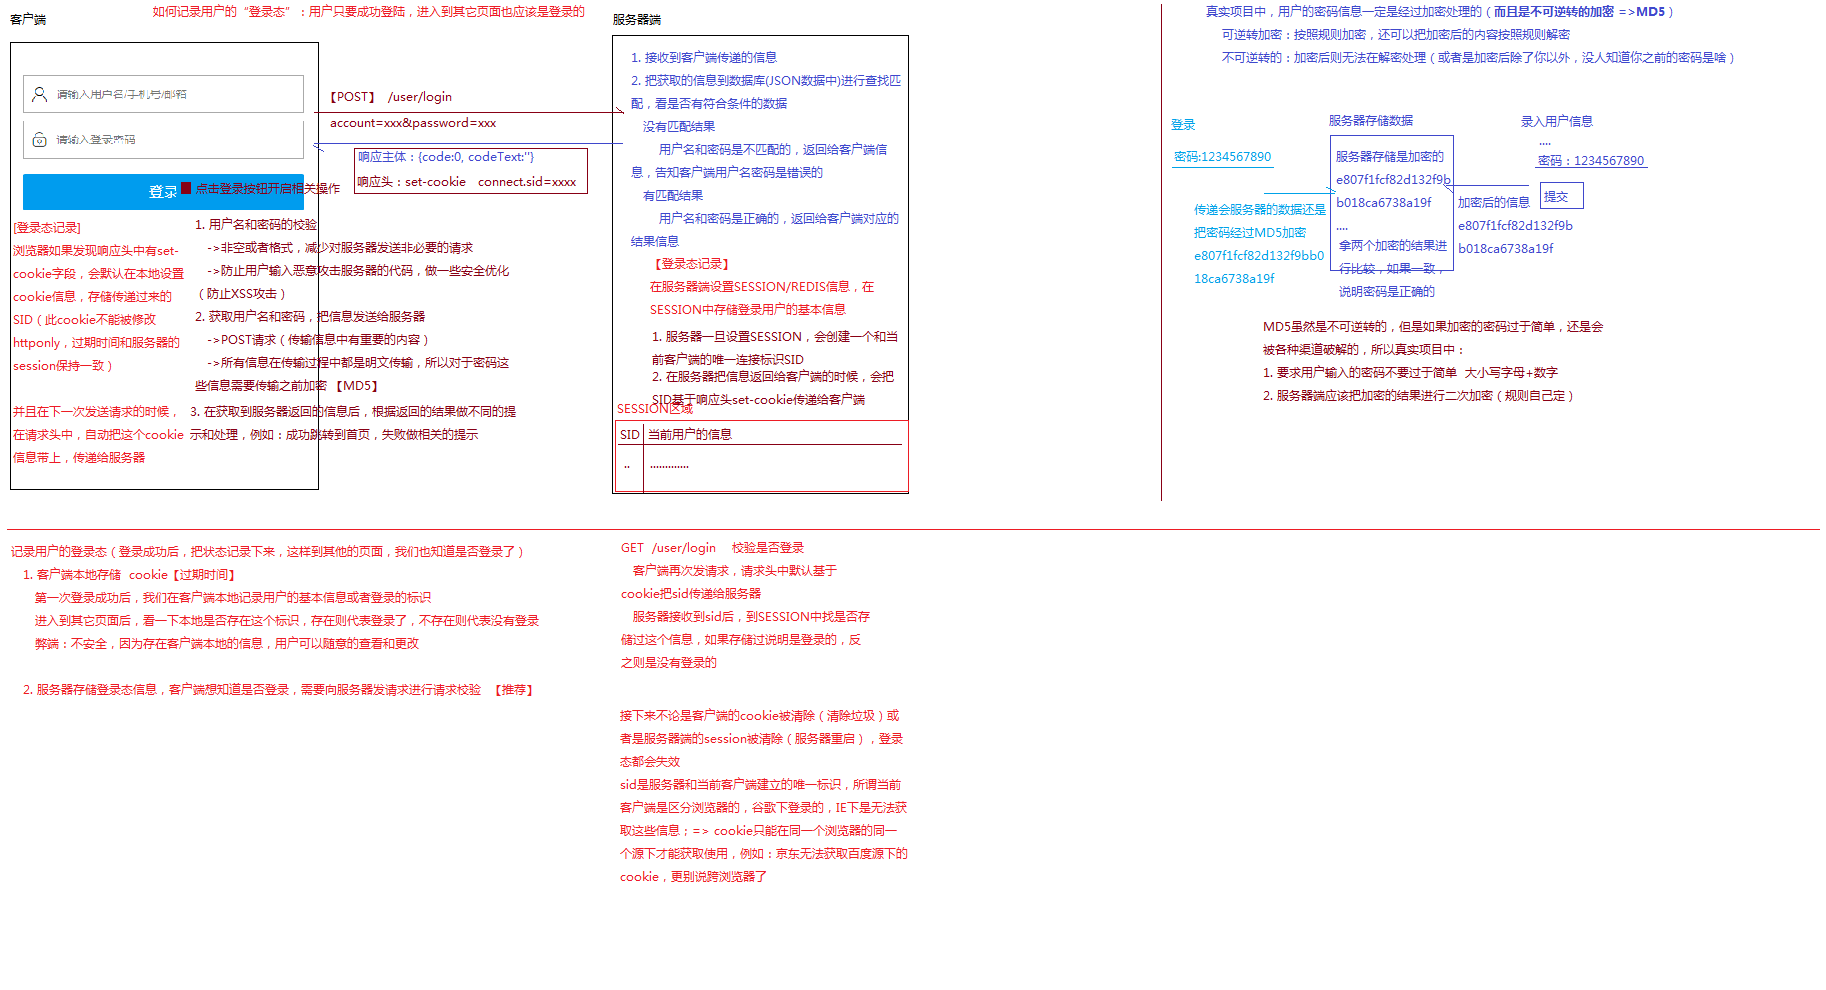 客户端
如何记录用户的“登录态”：用户只要成功登陆，进入到其它页面也应该是登录的
请输入用户名/手机号/邮箱
请输入登录密码
登录
点击登录按钮开启相关操作
[登录态记录]
浏览器如果发现响应头中有set-
cookie字段，会默认在本地设置
cookie信息，存储传递过来的
SID（此cookie不能被修改
httponly，过期时间和服务器的
session保持一致）
并且在下一次发送请求的时候，
在请求头中，自动把这个cookie
信息带上，传递给服务器
1. 用户名和密码的校验
->非空或者格式，减少对服务器发送非必要的请求
->防止用户输入恶意攻击服务器的代码，做一些安全优化
（防止XSS攻击）
2. 获取用户名和密码，把信息发送给服务器
->POST请求（传输信息中有重要的内容）
->所有信息在传输过程中都是明文传输，所以对于密码这
些信息需要传输之前加密 【MD5】
3. 在获取到服务器返回的信息后，根据返回的结果做不同的提
示和处理，例如：成功跳转到首页，失败做相关的提示
【POST】 /user/login
account=xxx&password=xxx
响应主体：{code:0, codeText:''}
响应头：set-cookie connect.sid=xxxx
服务器端
1. 接收到客户端传递的信息
2. 把获取的信息到数据库(JSON数据中)进行查找匹
配，看是否有符合条件的数据
没有匹配结果
用户名和密码是不匹配的，返回给客户端信
息，告知客户端用户名密码是错误的
有匹配结果
用户名和密码是正确的，返回给客户端对应的
结果信息
【登录态记录】
在服务器端设置SESSION/REDIS信息，在
SESSION中存储登录用户的基本信息
1. 服务器一旦设置SESSION，会创建一个和当
前客户端的唯一连接标识SID
2. 在服务器把信息返回给客户端的时候，会把
SID基于响应头set-cookie传递给客户端
SESSION区域
SID 当前用户的信息
.. .............
真实项目中，用户的密码信息一定是经过加密处理的（而且是不可逆转的加密 =>MD5）
可逆转加密：按照规则加密，还可以把加密后的内容按照规则解密
不可逆转的：加密后则无法在解密处理（或者是加密后除了你以外，没人知道你之前的密码是啥）
登录
密码:1234567890
传递会服务器的数据还是
把密码经过MD5加密
e807f1fcf82d132f9bb0
18ca6738a19f
服务器存储数据
服务器存储是加密的
e807f1fcf82d132f9b
b018ca6738a19f
....
拿两个加密的结果进
行比较，如果一致，
说明密码是正确的
录入用户信息
....
密码：1234567890
提交
加密后的信息
e807f1fcf82d132f9b
b018ca6738a19f
MD5虽然是不可逆转的，但是如果加密的密码过于简单，还是会
被各种渠道破解的，所以真实项目中：
1. 要求用户输入的密码不要过于简单 大小写字母+数字
2. 服务器端应该把加密的结果进行二次加密（规则自己定）
记录用户的登录态（登录成功后，把状态记录下来，这样到其他的页面，我们也知道是否登录了）
1. 客户端本地存储 cookie【过期时间】
第一次登录成功后，我们在客户端本地记录用户的基本信息或者登录的标识
进入到其它页面后，看一下本地是否存在这个标识，存在则代表登录了，不存在则代表没有登录
弊端：不安全，因为存在客户端本地的信息，用户可以随意的查看和更改
2. 服务器存储登录态信息，客户端想知道是否登录，需要向服务器发请求进行请求校验 【推荐】
GET /user/login 校验是否登录
客户端再次发请求，请求头中默认基于
cookie把sid传递给服务器
服务器接收到sid后，到SESSION中找是否存
储过这个信息，如果存储过说明是登录的，反
之则是没有登录的
接下来不论是客户端的cookie被清除（清除垃圾）或
者是服务器端的session被清除（服务器重启），登录
态都会失效
sid是服务器和当前客户端建立的唯一标识，所谓当前
客户端是区分浏览器的，谷歌下登录的，IE下是无法获
取这些信息；=> cookie只能在同一个浏览器的同一
个源下才能获取使用，例如：京东无法获取百度源下的
cookie，更别说跨浏览器了